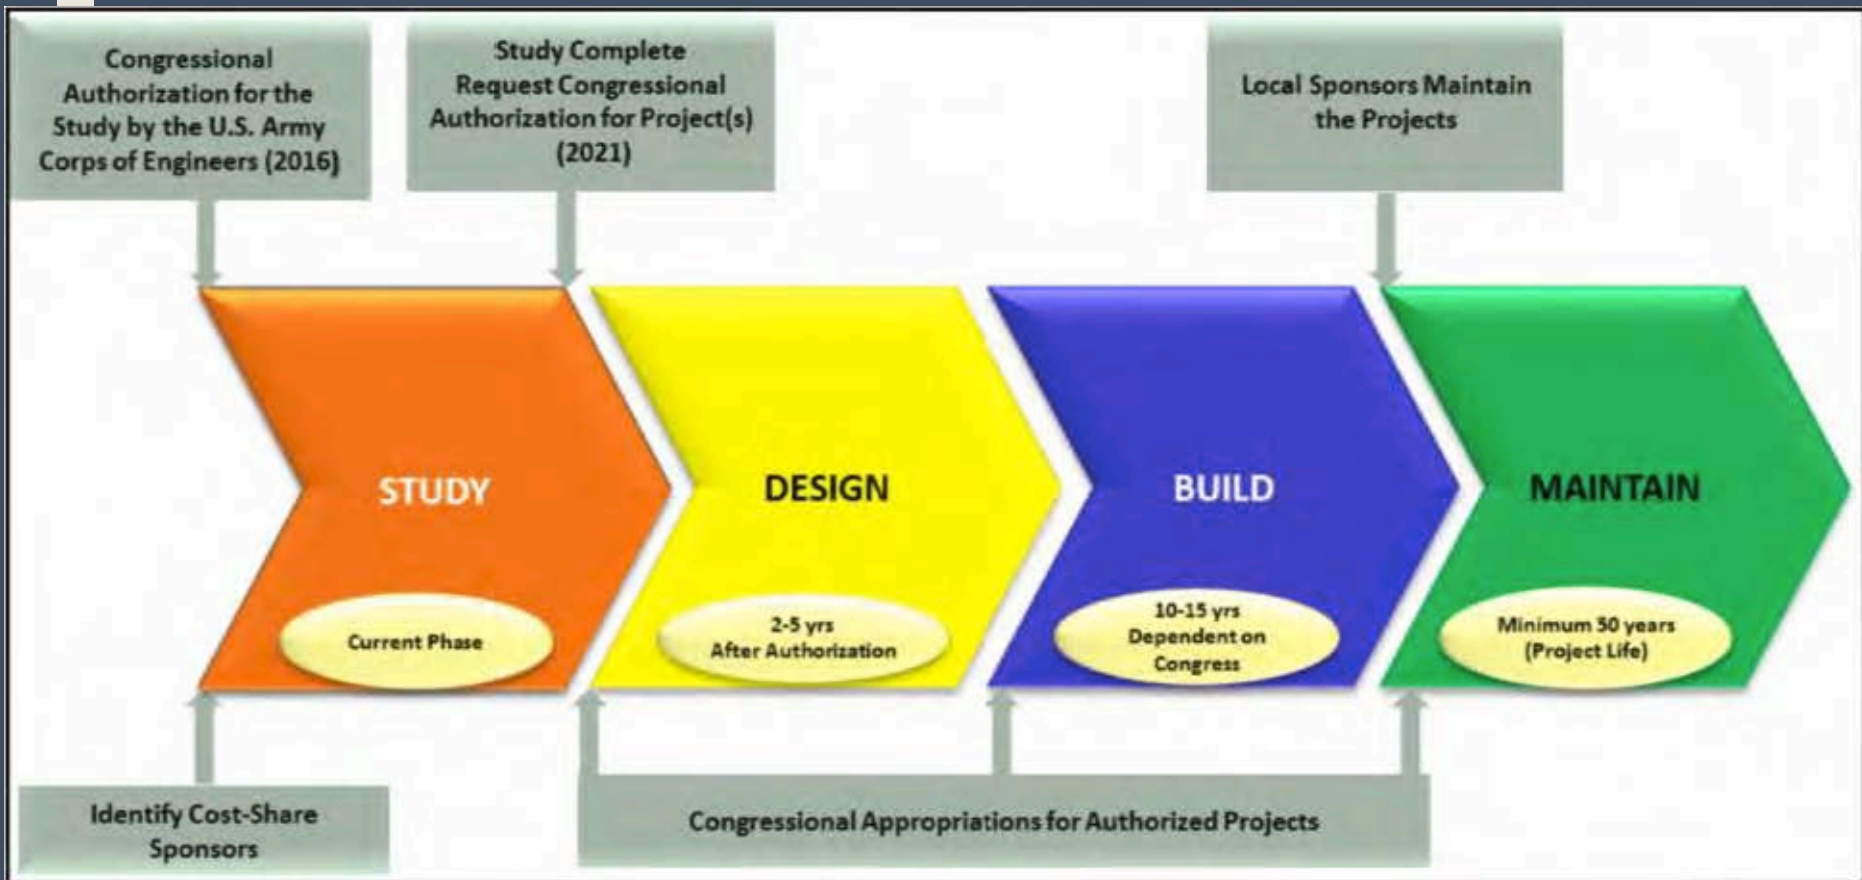 Congressional
Authorization for the
Study by the U.S. Army
Corps of Engineers (2016)
Study Complete
Request Congressional
Authorization for Project(s)
(2021)
Local Sponsors Maintain
the Projects
STUDY
DESIGN
BUILD
MAINTAIN
Current Phase
2-5 yrs
After Authorization
10-15 yrs
Dependent on
Congress
Minimum 50 years
(Project Life)
Identify Cost-Share
Sponsors
Congressional Appropriations for Authorized Projects